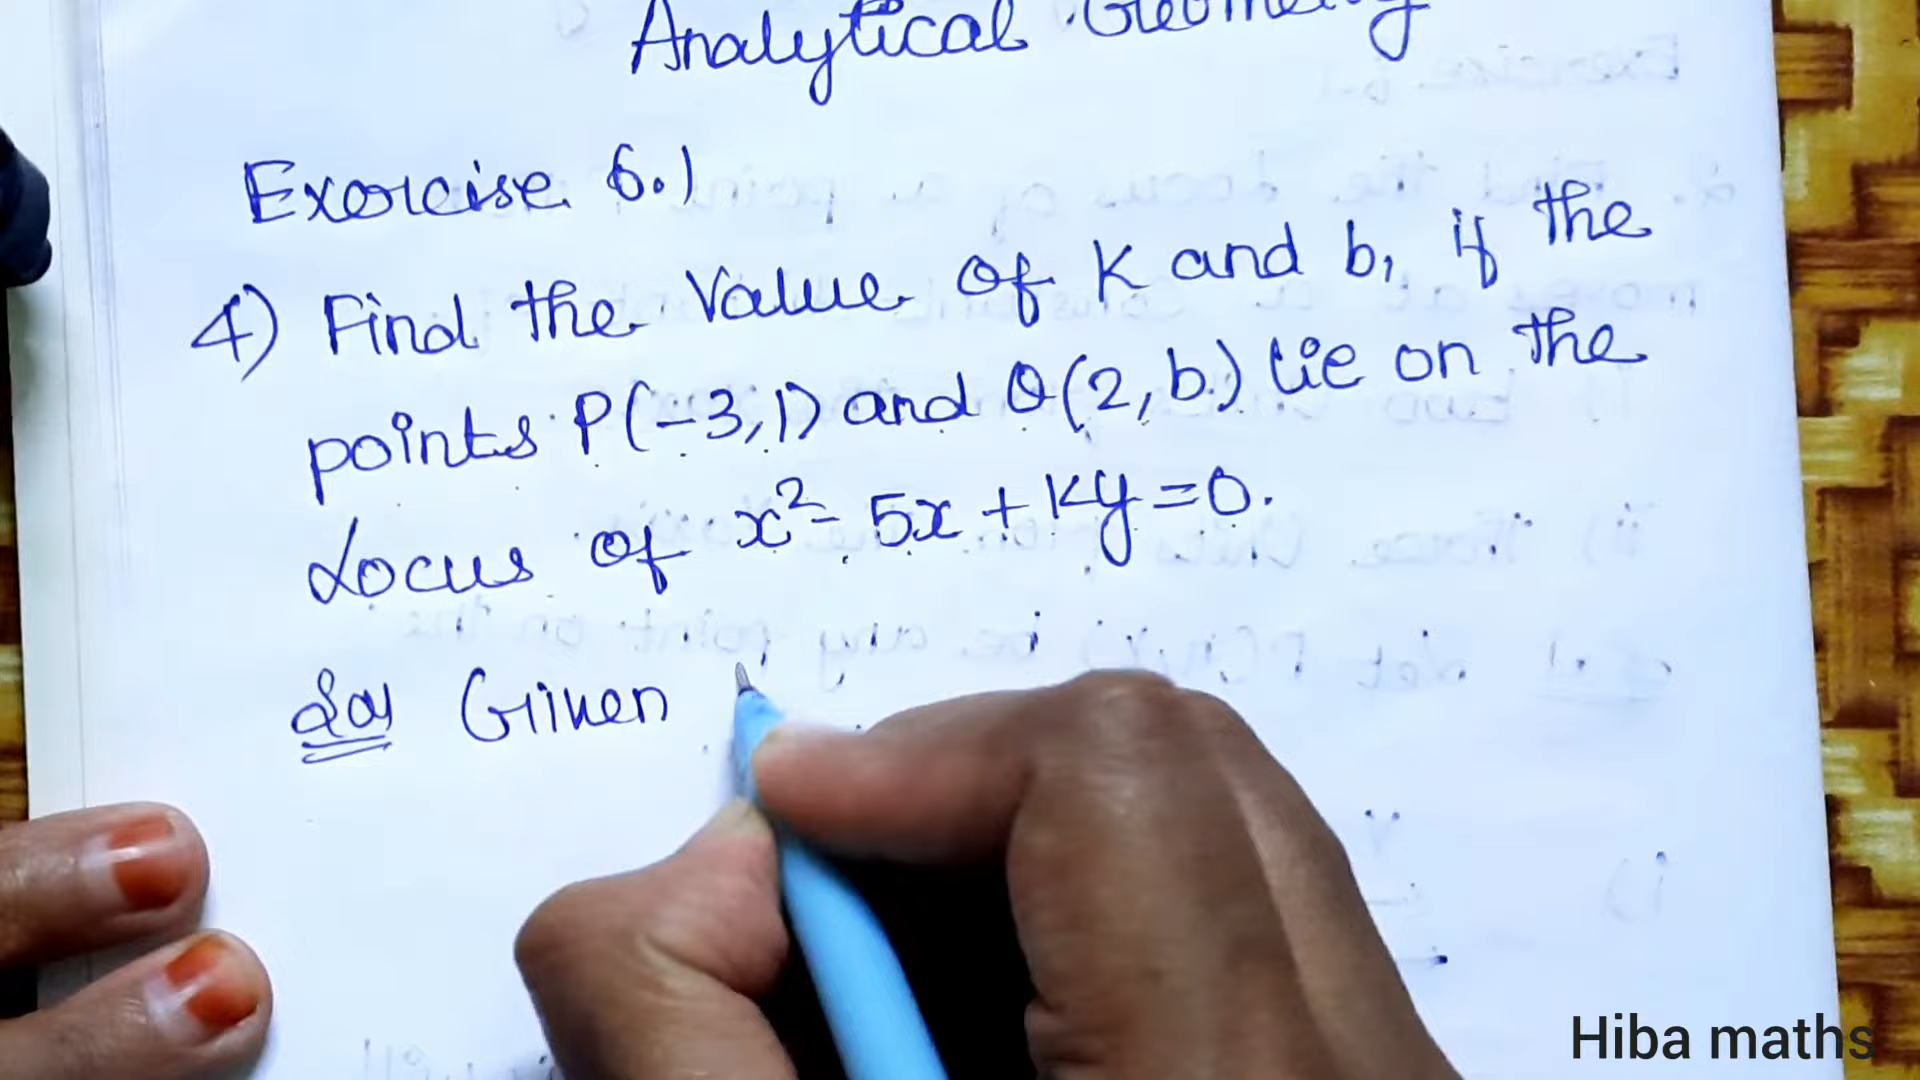 Analytical Geometry
Exercise 6.1
4) Find the Value of K and b, if the
points P(-3,1) and Q(2,b) lie on the
Locus of x²- 5x + ky = 0.
Sol Given
Hiba maths